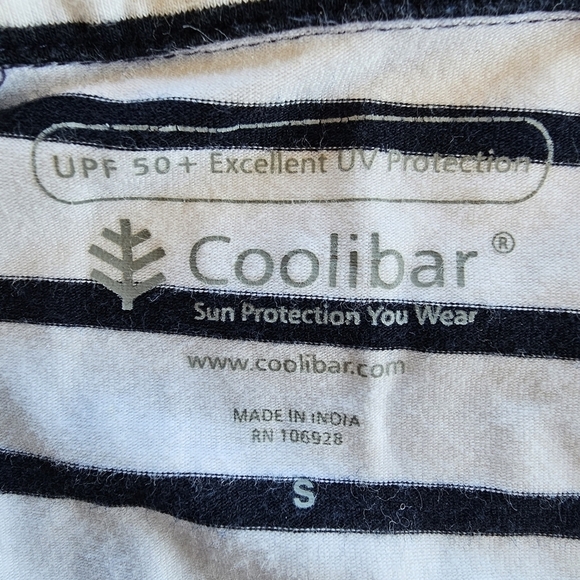 UPF 50+ Excellent UV Protection
Coolibar®
Sun Protection You Wear
www.coolibar.com
MADE IN INDIA
RN 106928
S